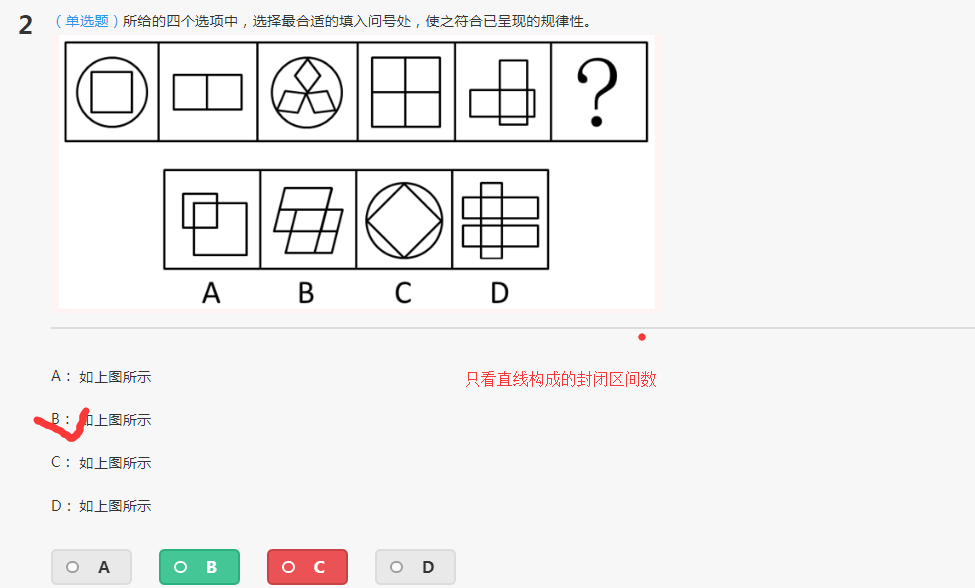 2
（单选题）所给的四个选项中，选择最合适的填入问号处，使之符合已呈现的规律性。
?
A B C D
只看直线构成的封闭区间数
A： 如上图所示
B： 如上图所示
C： 如上图所示
D： 如上图所示
A B C D